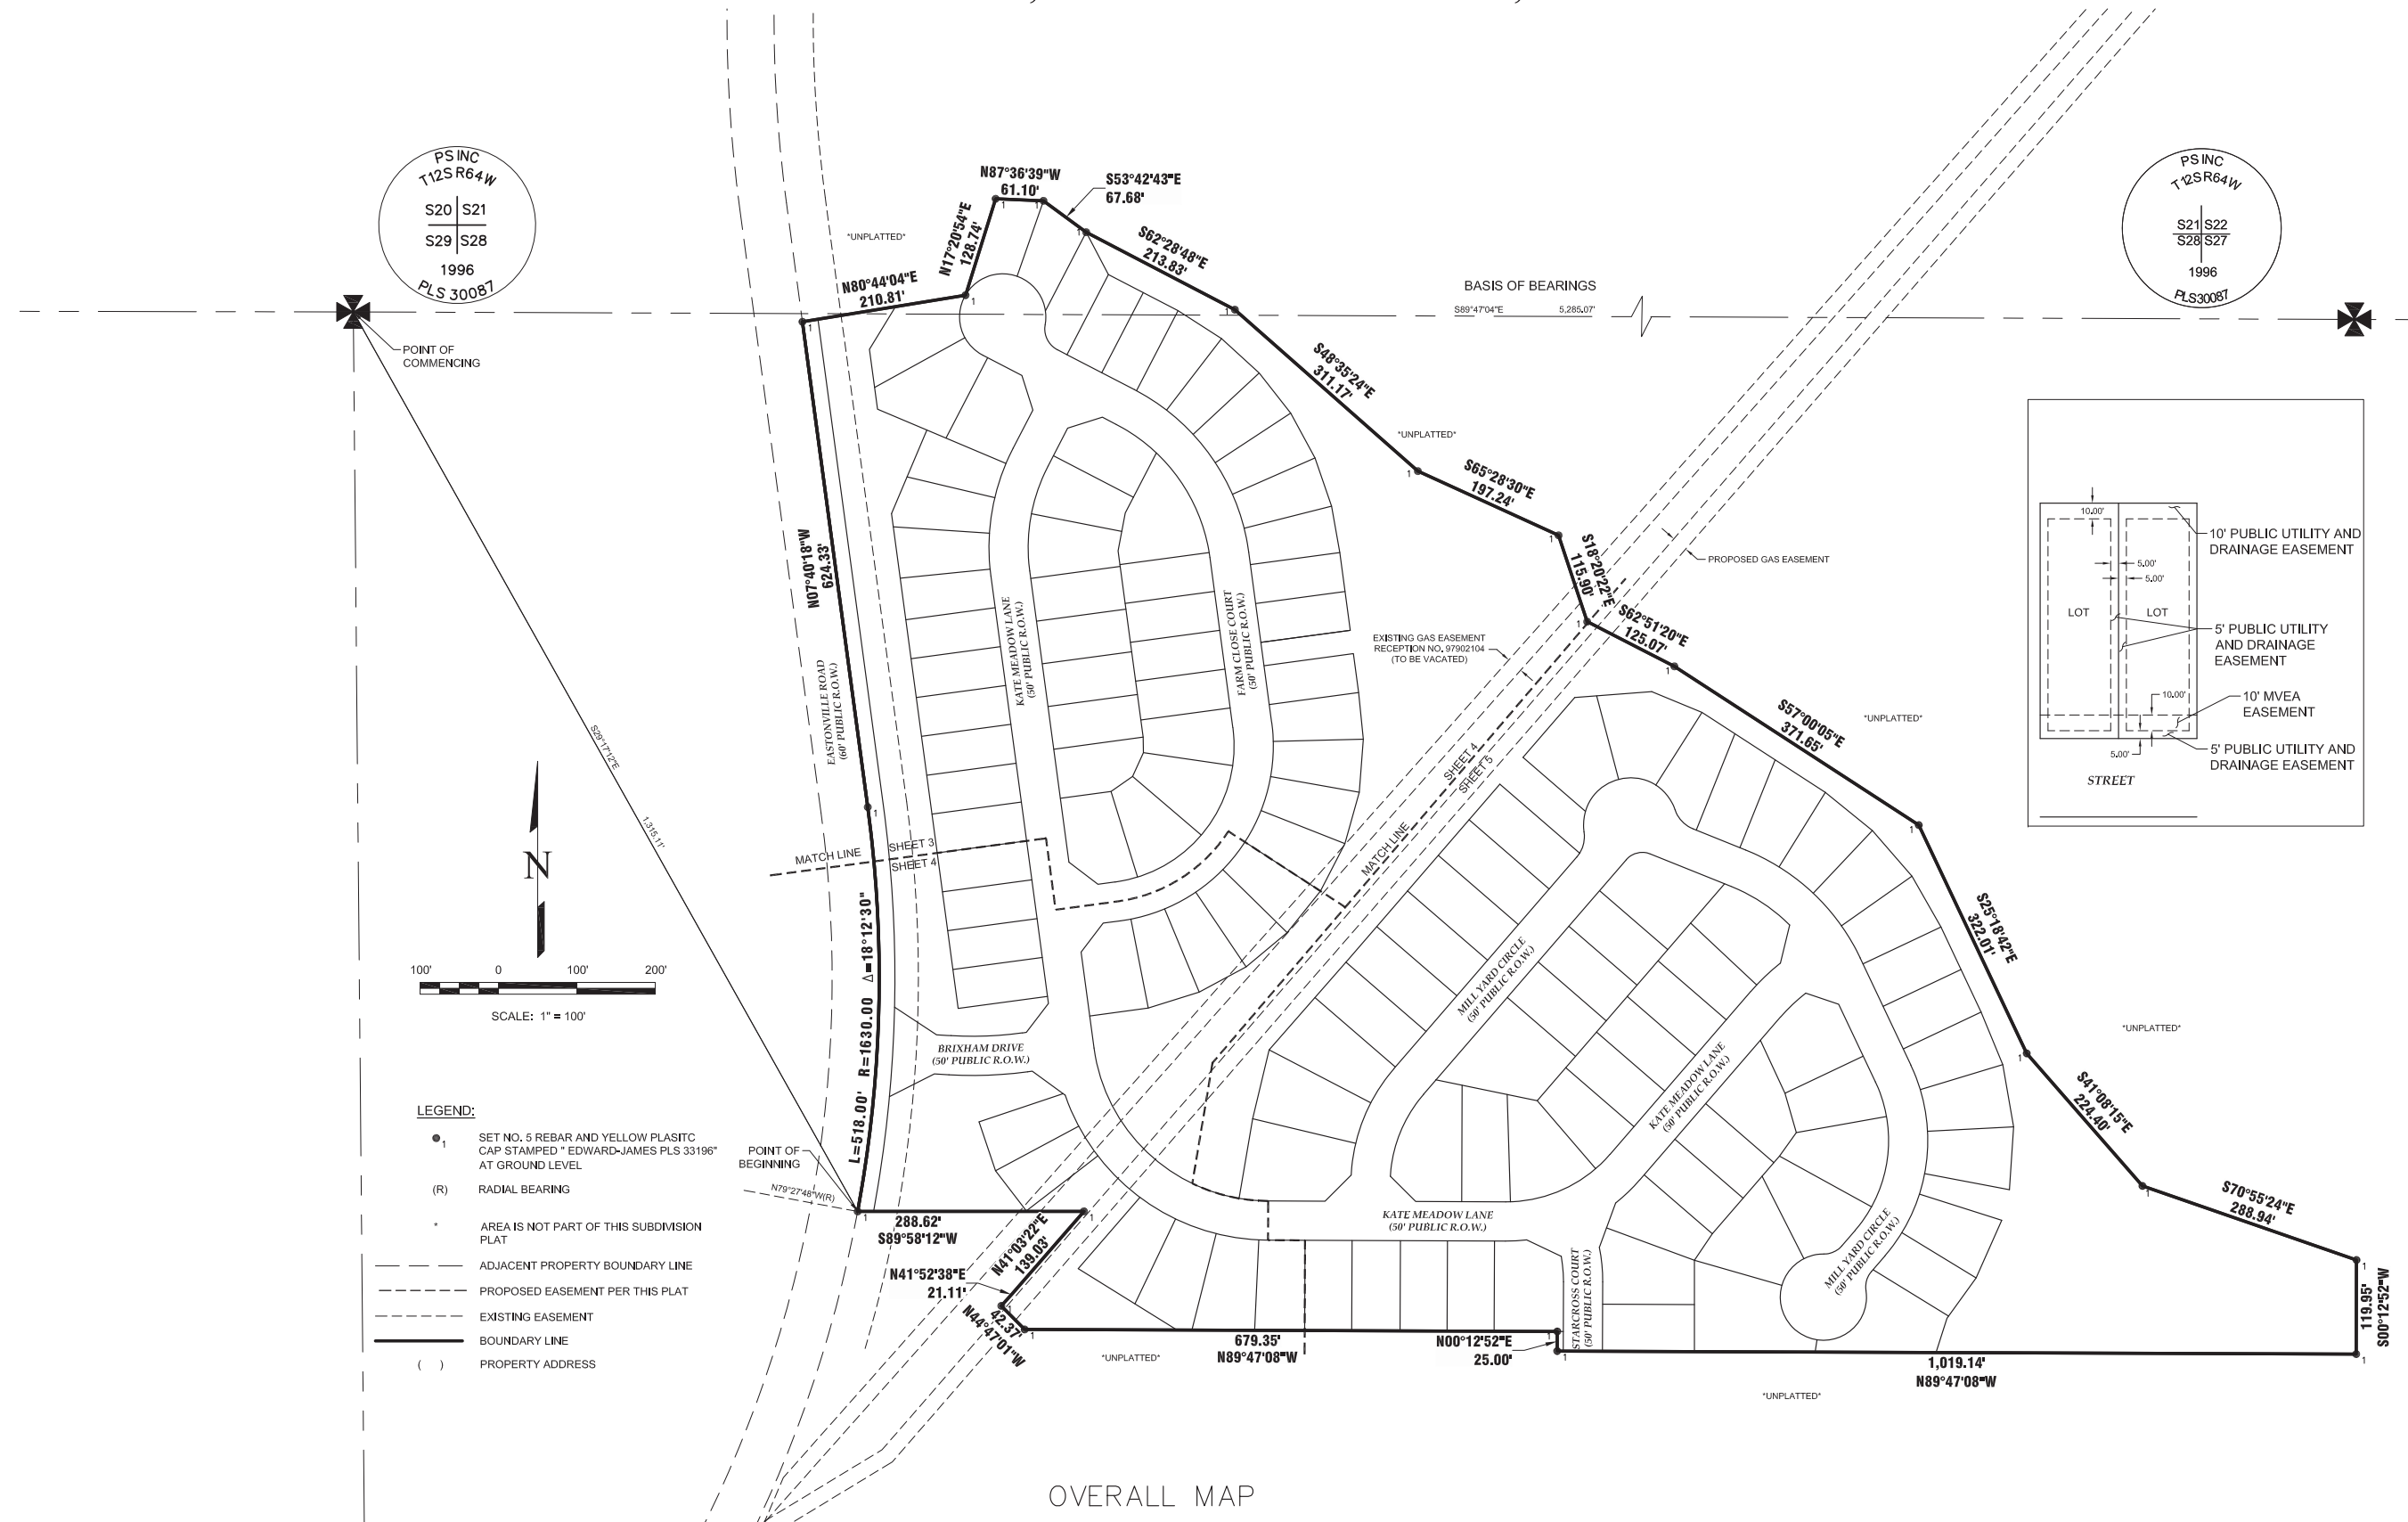 PS INC
T12S R64W
S20 S21
S29 S28
1996
PLS 30087
PS INC
T12S R64W
S21 S22
S28 S27
1996
PLS30087
N87°36'39"W
61.10'
S53°42'43"E
67.68'
N17°20'54"E
128.74'
*UNPLATTED*
S62°28'48"E
213.83'
N80°44'04"E
210.81'
BASIS OF BEARINGS
S89°47'04"E 5,285.07'
POINT OF
COMMENCING
S48°35'24"E
311.17'
*UNPLATTED*
S65°28'30"E
197.24'
S18°20'22"E
115.90'
PROPOSED GAS EASEMENT
S62°51'20"E
125.07'
EXISTING GAS EASEMENT
RECEPTION NO. 97902104
(TO BE VACATED)
10.00'
10' PUBLIC UTILITY AND
DRAINAGE EASEMENT
5.00'
5.00'
LOT
LOT
5' PUBLIC UTILITY
AND DRAINAGE
EASEMENT
10.00'
10' MVEA
EASEMENT
5.00'
5' PUBLIC UTILITY AND
DRAINAGE EASEMENT
STREET
N07°40'18"W
624.33'
EASTONVILLE ROAD
(60' PUBLIC R.O.W.)
KATE MEADOW LANE
(50' PUBLIC R.O.W.)
FARM CLOSE COURT
(50' PUBLIC R.O.W.)
S57°00'05"E
371.65'
*UNPLATTED*
S29°17'12"E
1,315.11'
SHEET 4
SHEET 5
MATCH LINE
MATCH LINE
SHEET 3
SHEET 4
N
100' 0 100' 200'
SCALE: 1" = 100'
L=518.00' R=1630.00 Δ=18°12'30"
S25°18'42"E
322.01'
*UNPLATTED*
MILL YARD CIRCLE
(50' PUBLIC R.O.W.)
BRIXHAM DRIVE
(50' PUBLIC R.O.W.)
KATE MEADOW LANE
(50' PUBLIC R.O.W.)
S41°08'15"E
224.40'
LEGEND:
1 SET NO. 5 REBAR AND YELLOW PLASITC
CAP STAMPED " EDWARD-JAMES PLS 33196"
AT GROUND LEVEL
(R) RADIAL BEARING
* AREA IS NOT PART OF THIS SUBDIVISION
PLAT
ADJACENT PROPERTY BOUNDARY LINE
PROPOSED EASEMENT PER THIS PLAT
EXISTING EASEMENT
BOUNDARY LINE
( ) PROPERTY ADDRESS
POINT OF
BEGINNING
N79°27'48"W(R)
288.62'
S89°58'12"W
N41°03'22"E
139.03'
N41°52'38"E
21.11'
N44°47'01"W
42.37'
KATE MEADOW LANE
(50' PUBLIC R.O.W.)
STARCROSS COURT
(50' PUBLIC R.O.W.)
MILL YARD CIRCLE
(50' PUBLIC R.O.W.)
S70°55'24"E
288.94'
119.95'
S00°12'52"W
679.35'
N89°47'08"W
N00°12'52"E
25.00'
1,019.14'
N89°47'08"W
*UNPLATTED*
*UNPLATTED*
OVERALL MAP